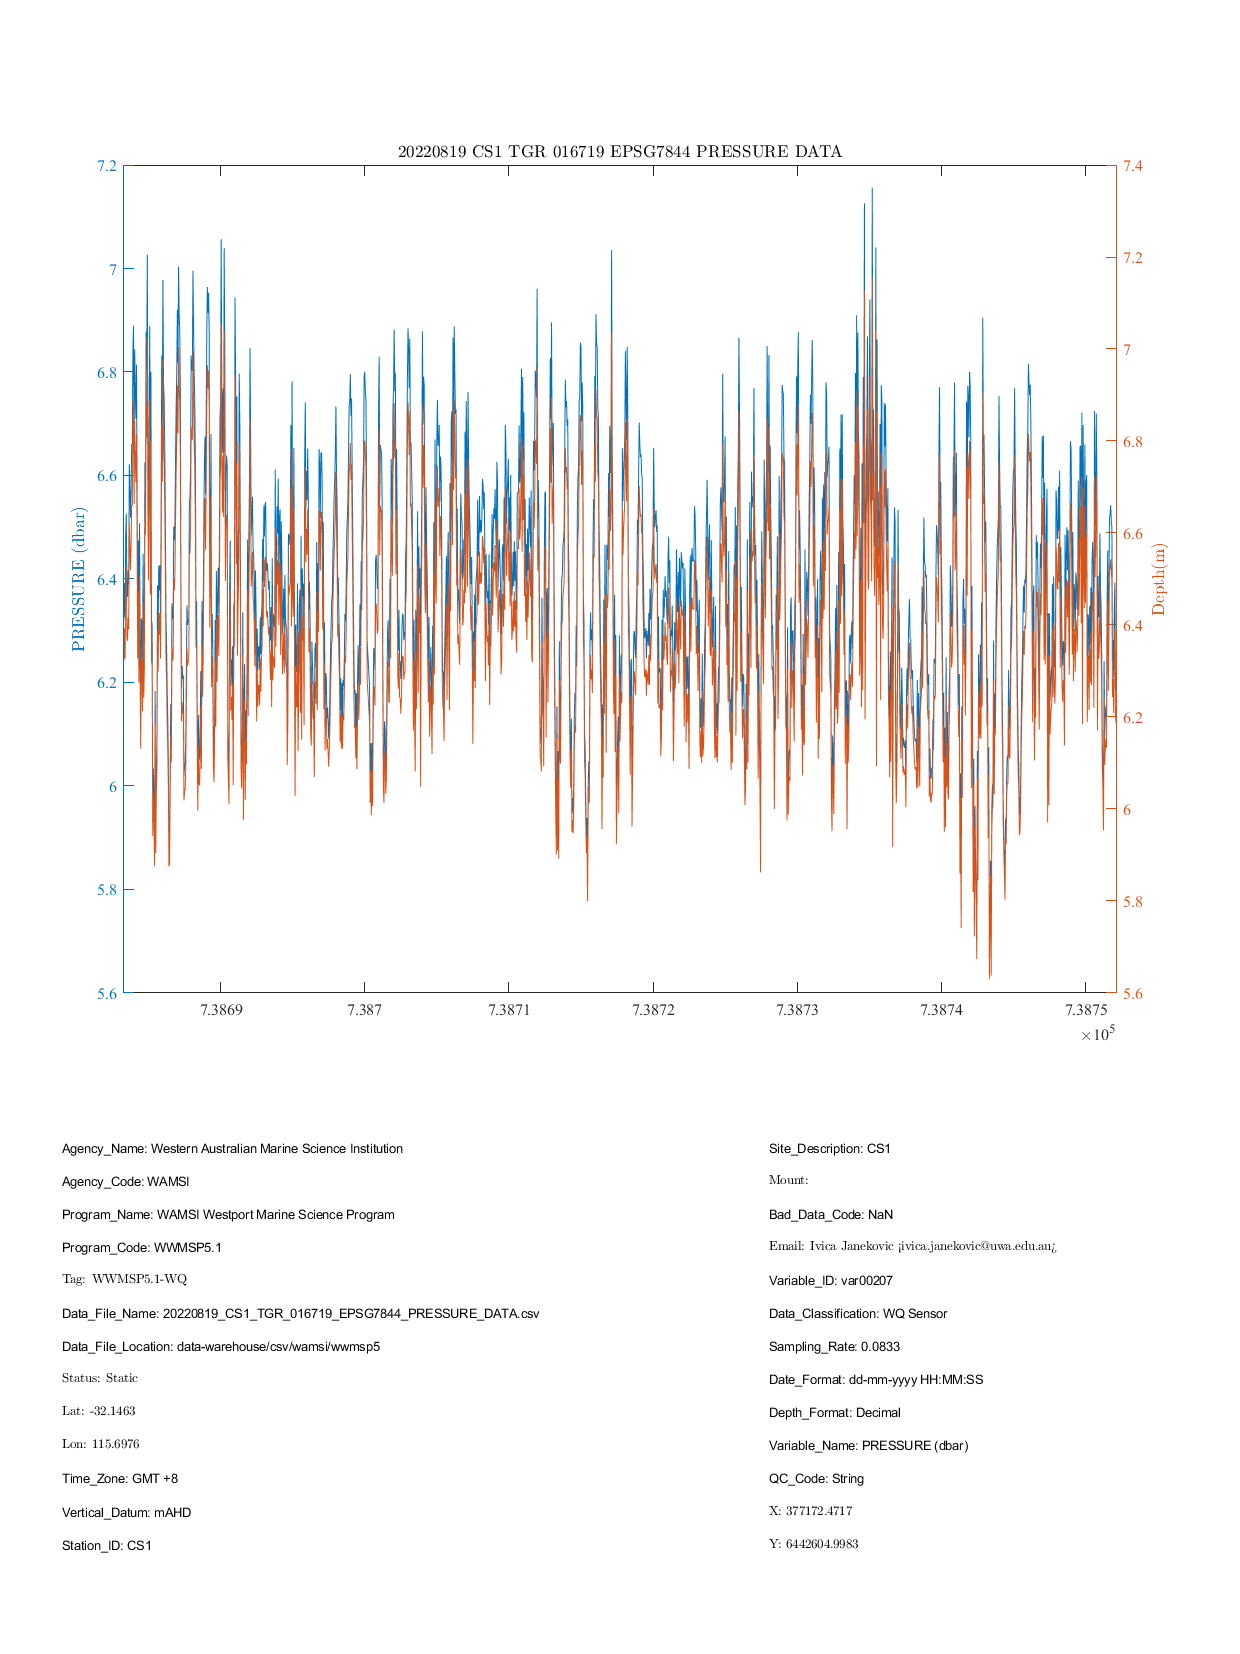 20220819 CS1 TGR 016719 EPSG7844 PRESSURE DATA
7.2
7
6.8
6.6
6.4
6.2
6
5.8
5.6
PRESSURE (dbar)
7.4
7.2
7
6.8
6.6
6.4
6.2
6
5.8
5.6
Depth(m)
7.3869 7.387 7.3871 7.3872 7.3873 7.3874 7.3875
×10^5
Agency_Name: Western Australian Marine Science Institution
Agency_Code: WAMSI
Program_Name: WAMSI Westport Marine Science Program
Program_Code: WWMSP5.1
Tag: WWMSP5.1-WQ
Data_File_Name: 20220819_CS1_TGR_016719_EPSG7844_PRESSURE_DATA.csv
Data_File_Location: data-warehouse/csv/wamsi/wwmsp5
Status: Static
Lat: -32.1463
Lon: 115.6976
Time_Zone: GMT +8
Vertical_Datum: mAHD
Station_ID: CS1
Site_Description: CS1
Mount:
Bad_Data_Code: NaN
Email: Ivica Janekovic ¡ivica.janekovic@uwa.edu.au¿
Variable_ID: var00207
Data_Classification: WQ Sensor
Sampling_Rate: 0.0833
Date_Format: dd-mm-yyyy HH:MM:SS
Depth_Format: Decimal
Variable_Name: PRESSURE (dbar)
QC_Code: String
X: 377172.4717
Y: 6442604.9983